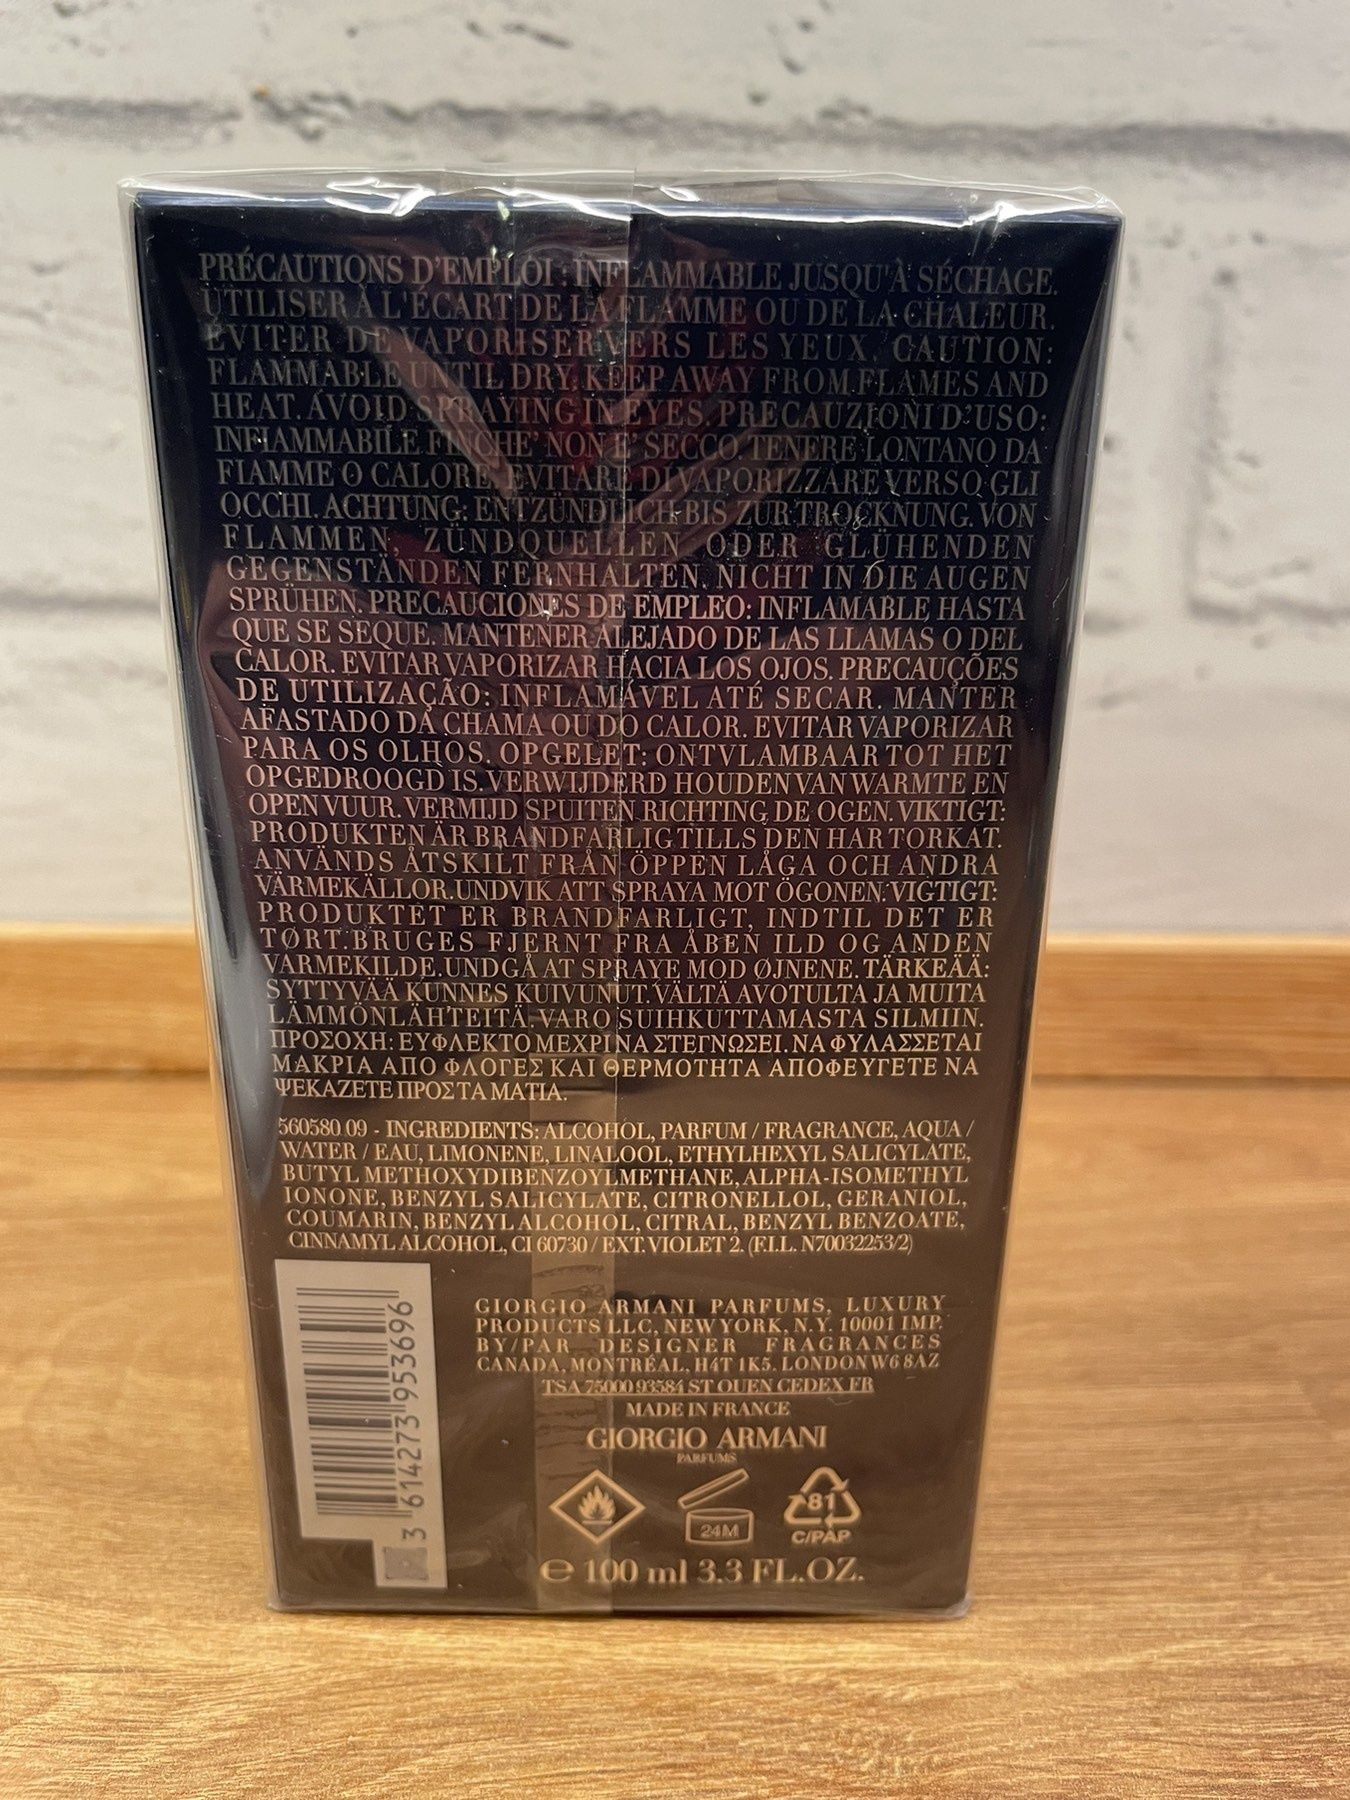 PRÉCAUTIONS D'EMPLOI : INFLAMMABLE JUSQU'À SÉCHAGE.
UTILISER À L'ÉCART DE LA FLAMME OU DE LA CHALEUR.
ÉVITER DE VAPORISER VERS LES YEUX. CAUTION:
FLAMMABLE UNTIL DRY. KEEP AWAY FROM FLAMES AND
HEAT. AVOID SPRAYING IN EYES. PRECAUZIONI D'USO:
INFIAMMABILE FINCHE' NON E' SECCO. TENERE LONTANO DA
FIAMME O CALORE. EVITARE DI VAPORIZZARE VERSO GLI
OCCHI. ACHTUNG: ENTZÜNDLICH BIS ZUR TROCKNUNG. VON
FLAMMEN, ZÜNDQUELLEN ODER GLÜHENDEN
GEGENSTÄNDEN FERNHALTEN. NICHT IN DIE AUGEN
SPRÜHEN. PRECAUCIONES DE EMPLEO: INFLAMABLE HASTA
QUE SE SEQUE. MANTENER ALEJADO DE LAS LLAMAS O DEL
CALOR. EVITAR VAPORIZAR HACIA LOS OJOS. PRECAUÇÕES
DE UTILIZAÇÃO: INFLAMÁVEL ATÉ SECAR. MANTER
AFASTADO DA CHAMA OU DO CALOR. EVITAR VAPORIZAR
PARA OS OLHOS. OPGELET: ONTVLAMBAAR TOT HET
OPGEDROOGD IS. VERWIJDERD HOUDEN VAN WARMTE EN
OPEN VUUR. VERMIJD SPUITEN RICHTING DE OGEN. VIKTIGT:
PRODUKTEN ÄR BRANDFARLIG TILLS DEN HAR TORKAT.
ANVÄNDS ÅTSKILT FRÅN ÖPPEN LÅGA OCH ANDRA
VÄRMEKÄLLOR. UNDVIK ATT SPRAYA MOT ÖGONEN. VIGTIGT:
PRODUKTET ER BRANDFARLIGT, INDTIL DET ER
TØRT. BRUGES FJERNT FRA ÅBEN ILD OG ANDEN
VARMEKILDE. UNDGÅ AT SPRAYE MOD ØJNENE. TÄRKEÄÄ:
SYTTYVÄÄ KUNNES KUIVUNUT. VÄLTÄ AVOTULTA JA MUITA
LÄMMÖNLÄHTEITÄ. VARO SUIHKUTTAMASTA SILMIIN.
ΠΡΟΣΟΧΗ: ΕΥΦΛΕΚΤΟ ΜΕΧΡΙ ΝΑ ΣΤΕΓΝΩΣΕΙ. ΝΑ ΦΥΛΑΣΣΕΤΑΙ
ΜΑΚΡΙΑ ΑΠΟ ΦΛΟΓΕΣ ΚΑΙ ΘΕΡΜΟΤΗΤΑ ΑΠΟΦΕΥΓΕΤΕ ΝΑ
ΨΕΚΑΖΕΤΕ ΠΡΟΣ ΤΑ ΜΑΤΙΑ.
560580 09 - INGREDIENTS: ALCOHOL, PARFUM / FRAGRANCE, AQUA /
WATER / EAU, LIMONENE, LINALOOL, ETHYLHEXYL SALICYLATE,
BUTYL METHOXYDIBENZOYLMETHANE, ALPHA-ISOMETHYL
IONONE, BENZYL SALICYLATE, CITRONELLOL, GERANIOL,
COUMARIN, BENZYL ALCOHOL, CITRAL, BENZYL BENZOATE,
CINNAMYL ALCOHOL, CI 60730 / EXT. VIOLET 2. (F.I.L. N70032253/2)
3 614273 953696
GIORGIO ARMANI PARFUMS, LUXURY
PRODUCTS LLC, NEW YORK, N.Y. 10001 IMP.
BY/PAR DESIGNER FRAGRANCES
CANADA, MONTRÉAL, H4T 1K5. LONDON W6 8AZ
TSA 75000 93584 ST OUEN CEDEX FR
MADE IN FRANCE
GIORGIO ARMANI
PARFUMS
24M
81
C/PAP
℮ 100 ml 3.3 FL.OZ.